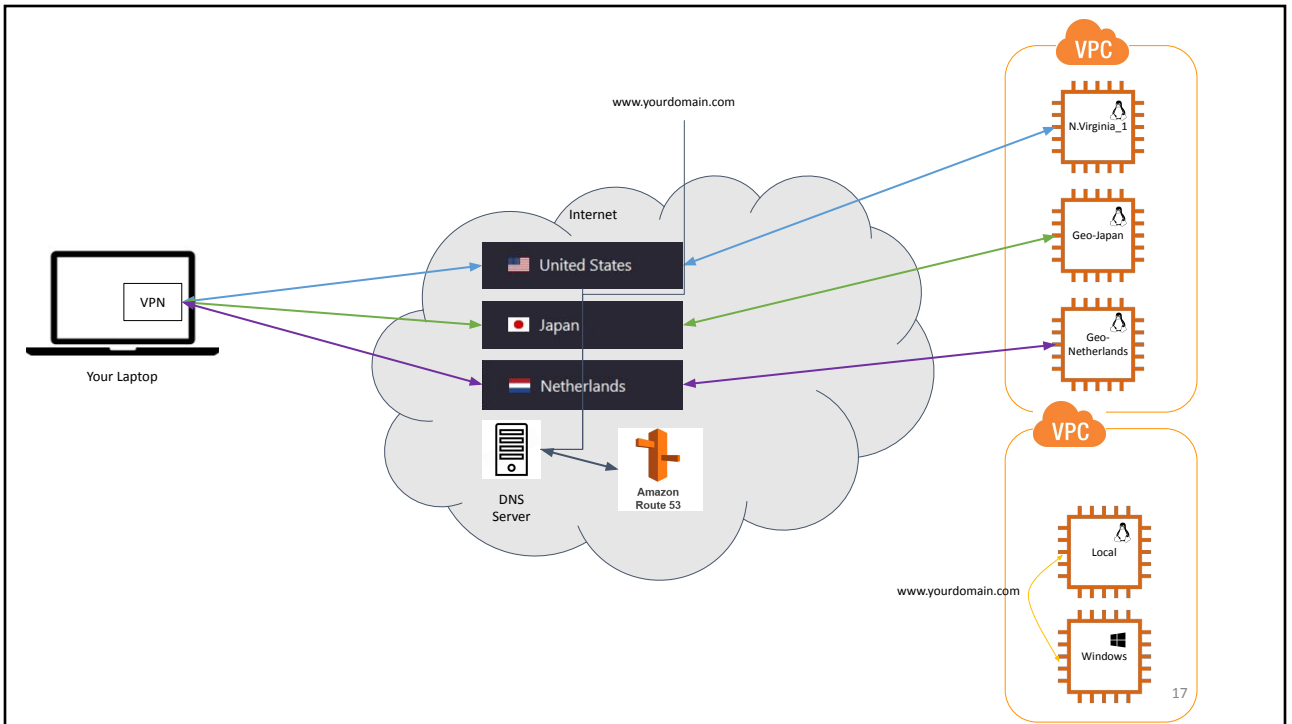 VPC
www.yourdomain.com
N.Virginia_1
Internet
Geo-Japan
United States
VPN
Japan
Geo-
Netherlands
Your Laptop
Netherlands
VPC
Amazon
Route 53
DNS
Server
Local
www.yourdomain.com
Windows
17